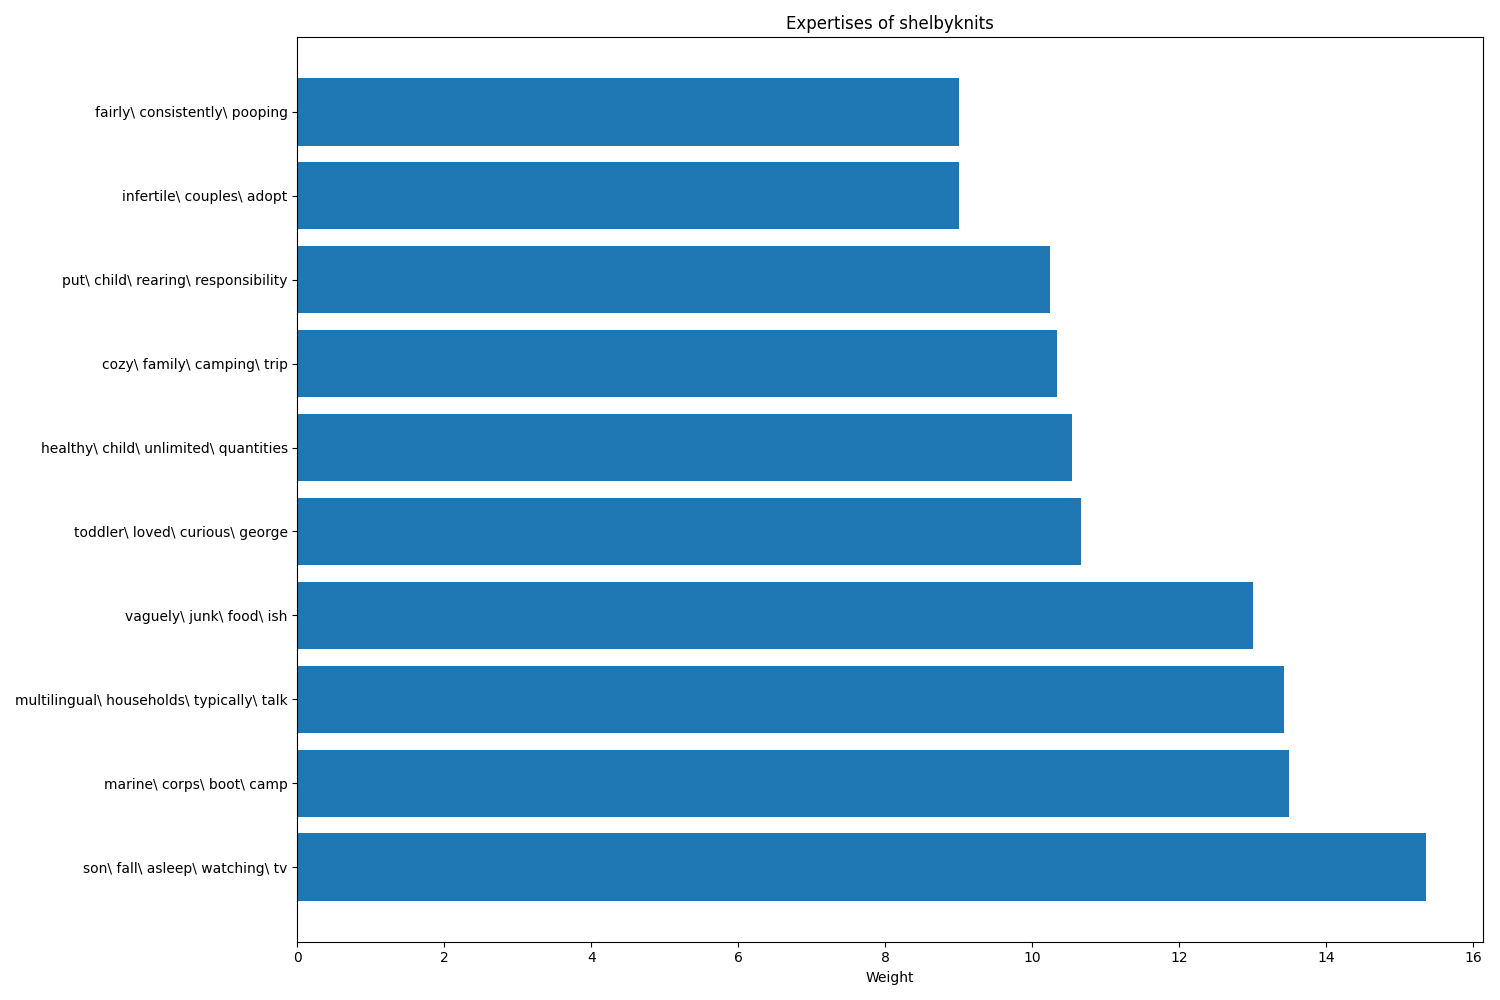 Expertises of shelbyknits
fairly\ consistently\ pooping
infertile\ couples\ adopt
put\ child\ rearing\ responsibility
cozy\ family\ camping\ trip
healthy\ child\ unlimited\ quantities
toddler\ loved\ curious\ george
vaguely\ junk\ food\ ish
multilingual\ households\ typically\ talk
marine\ corps\ boot\ camp
son\ fall\ asleep\ watching\ tv
0 2 4 6 8 10 12 14 16
Weight